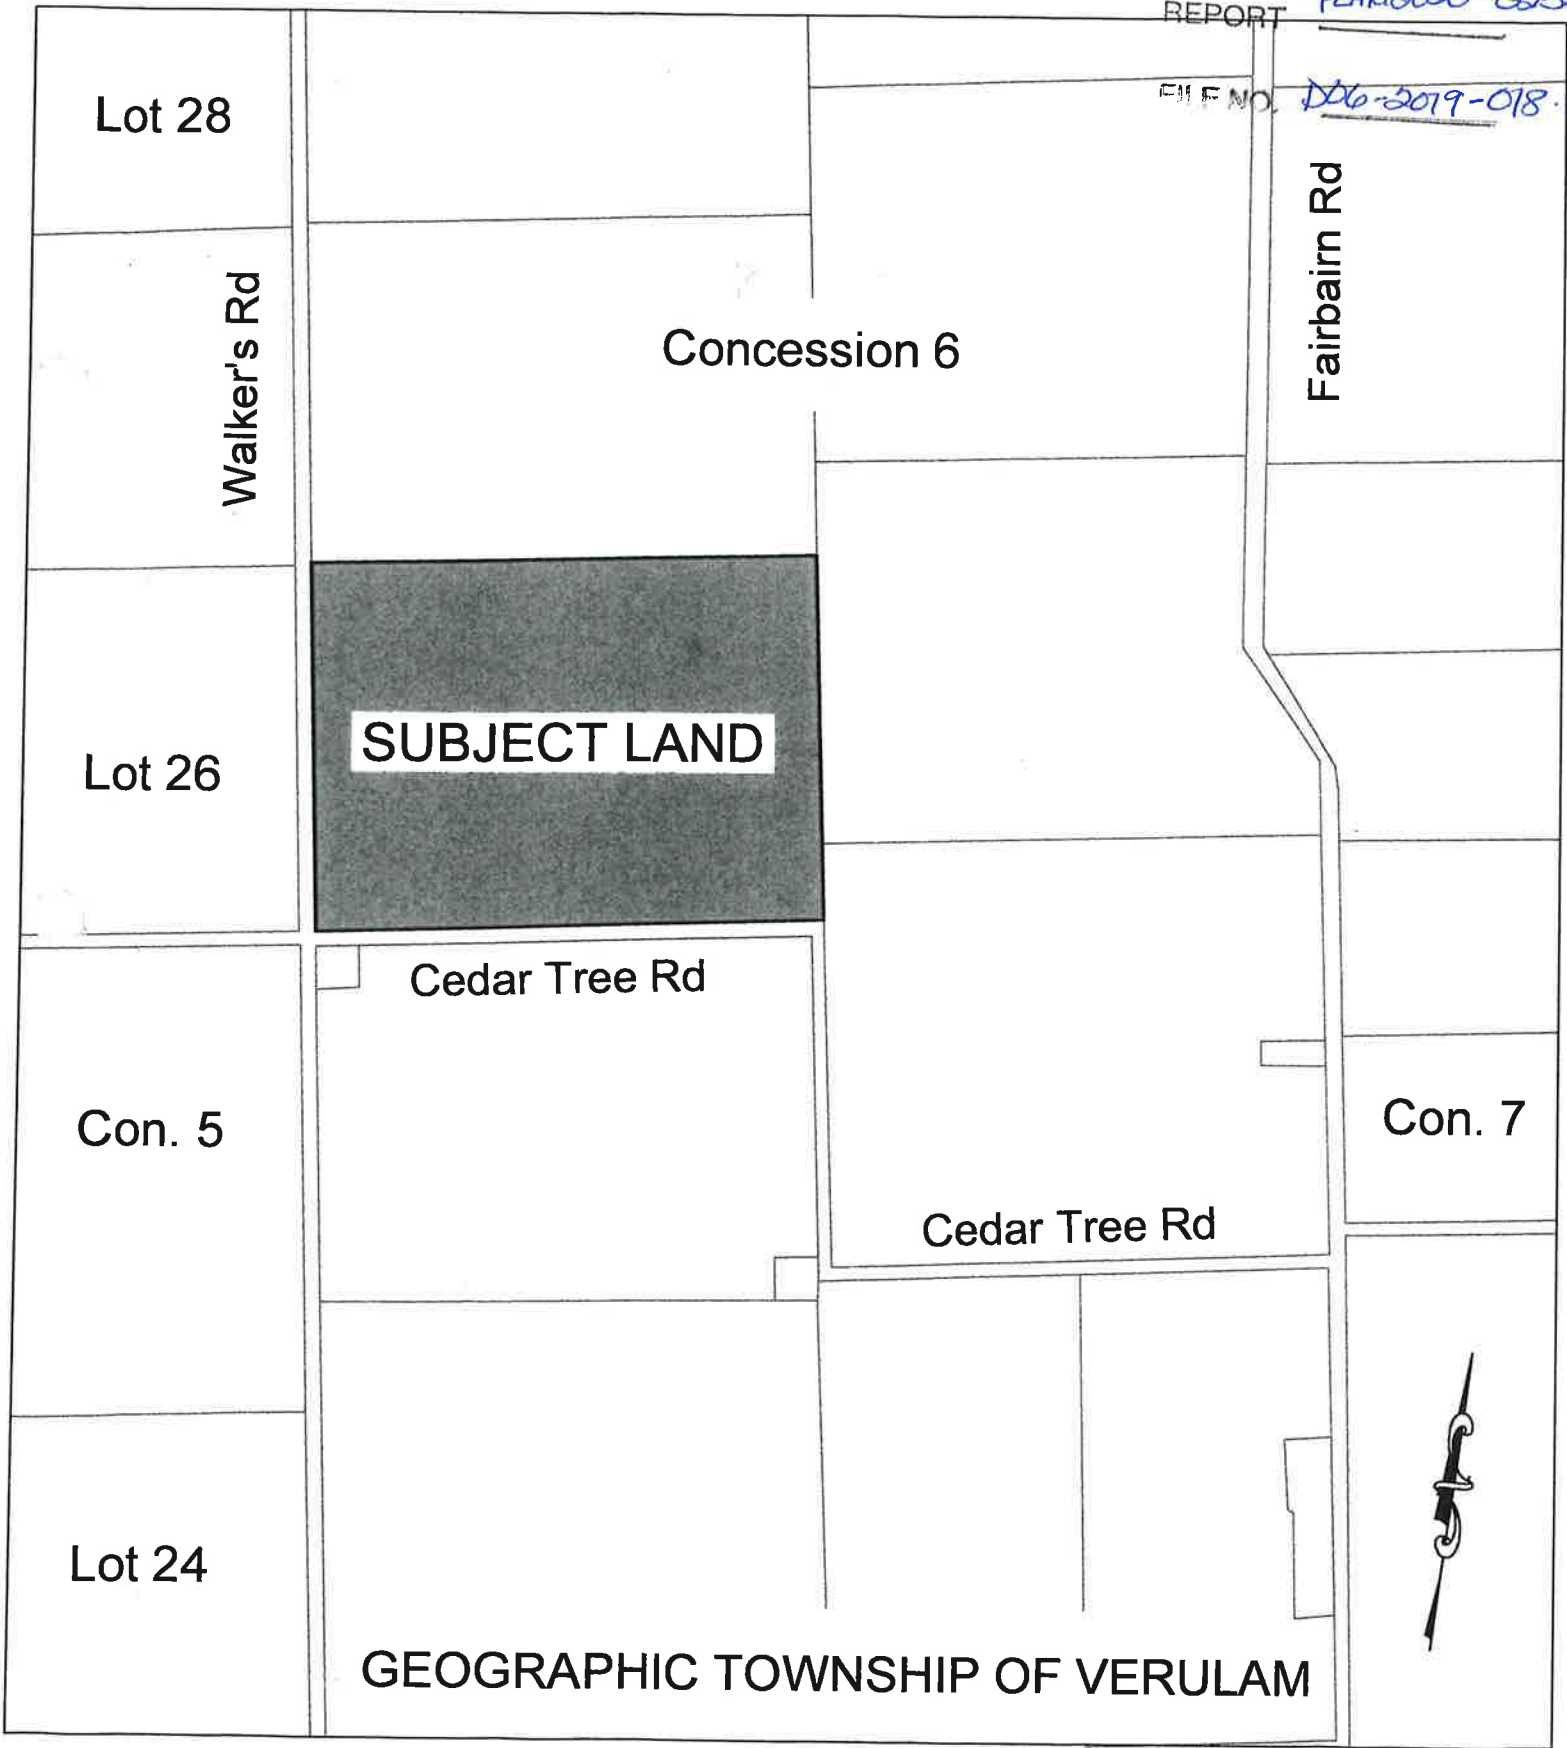 REPORT
FILE NO. D06-2019-018
Lot 28
Walker's Rd
Fairbairn Rd
Concession 6
SUBJECT LAND
Lot 26
Cedar Tree Rd
Con. 5
Con. 7
Cedar Tree Rd
Lot 24
GEOGRAPHIC TOWNSHIP OF VERULAM